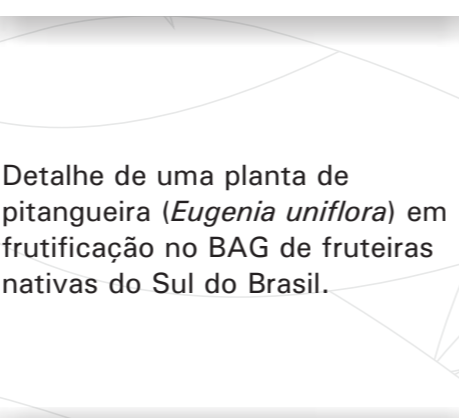 Detalhe de uma planta de
pitangueira (Eugenia uniflora) em
frutificação no BAG de fruteiras
nativas do Sul do Brasil.